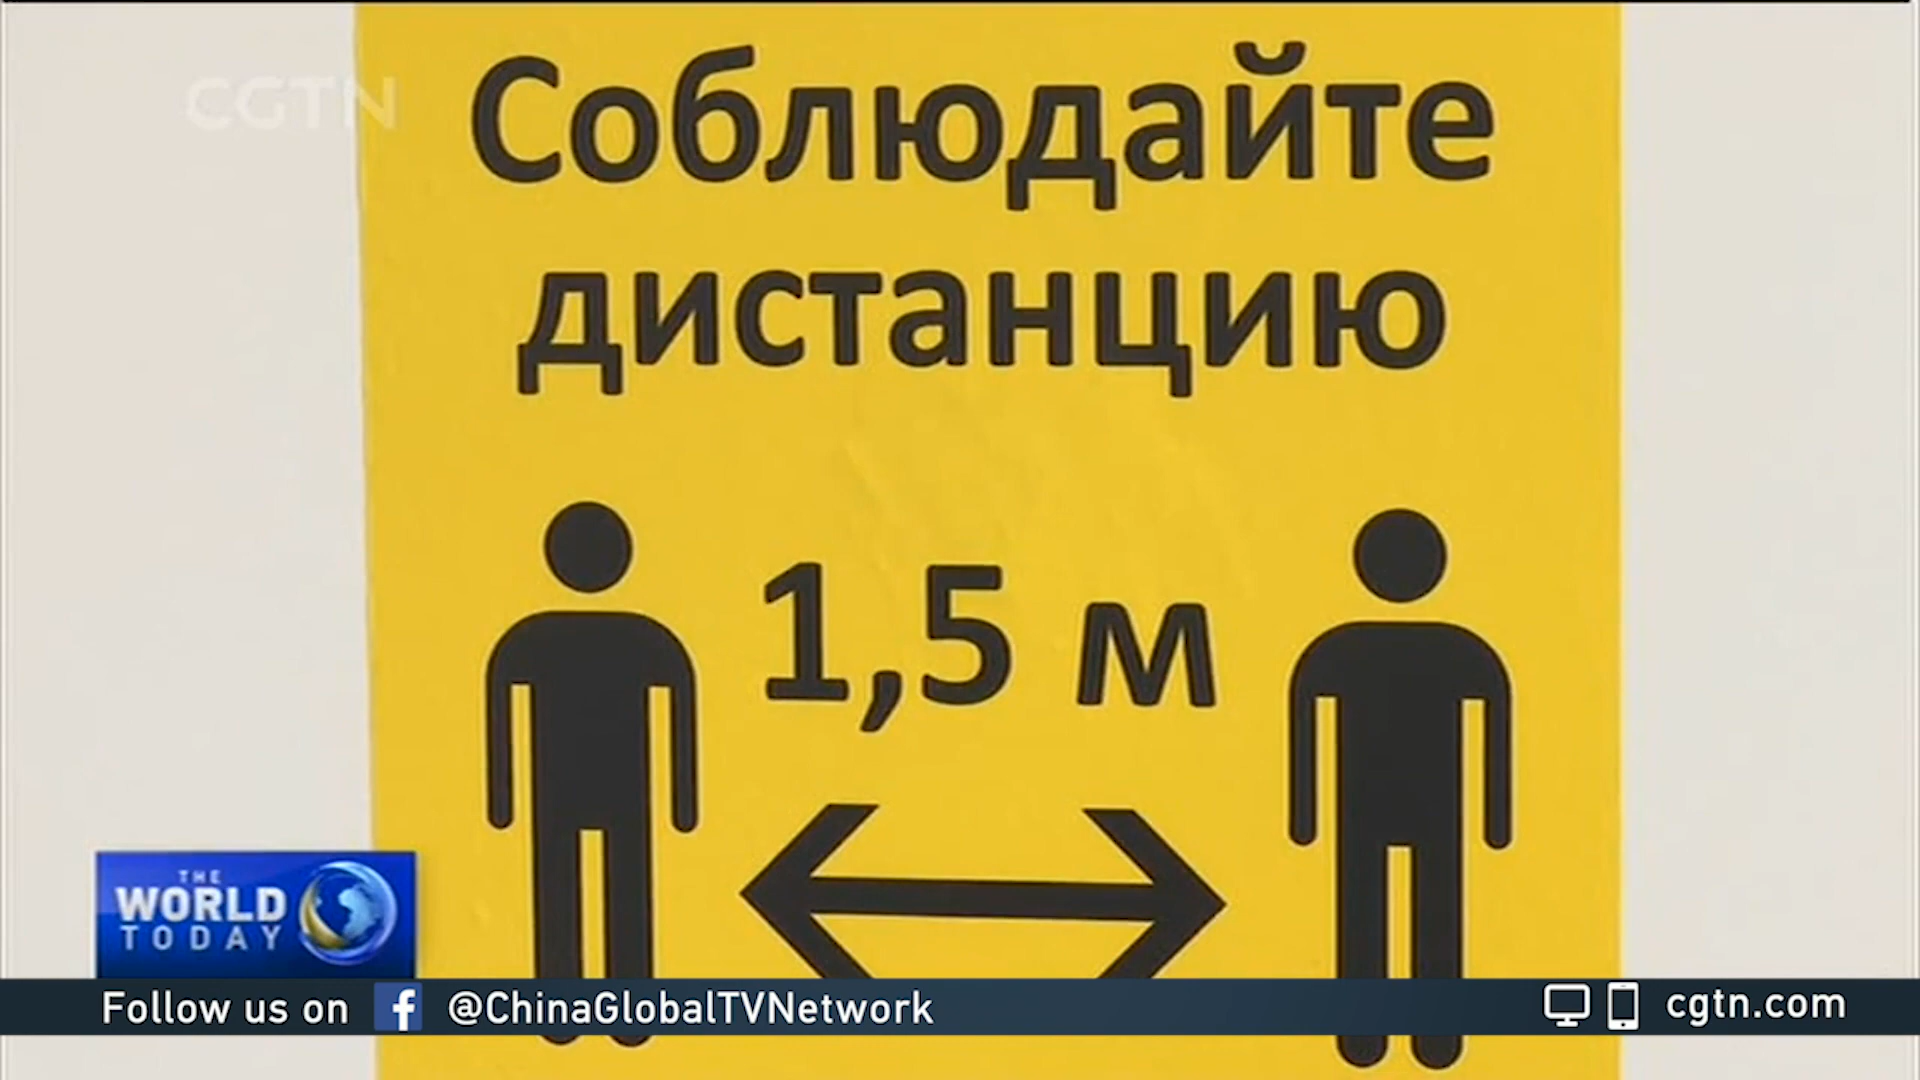 CGTN
Соблюдайте
дистанцию
1,5 м
THE
WORLD
TODAY
Follow us on f @ChinaGlobalTVNetwork
cgtn.com